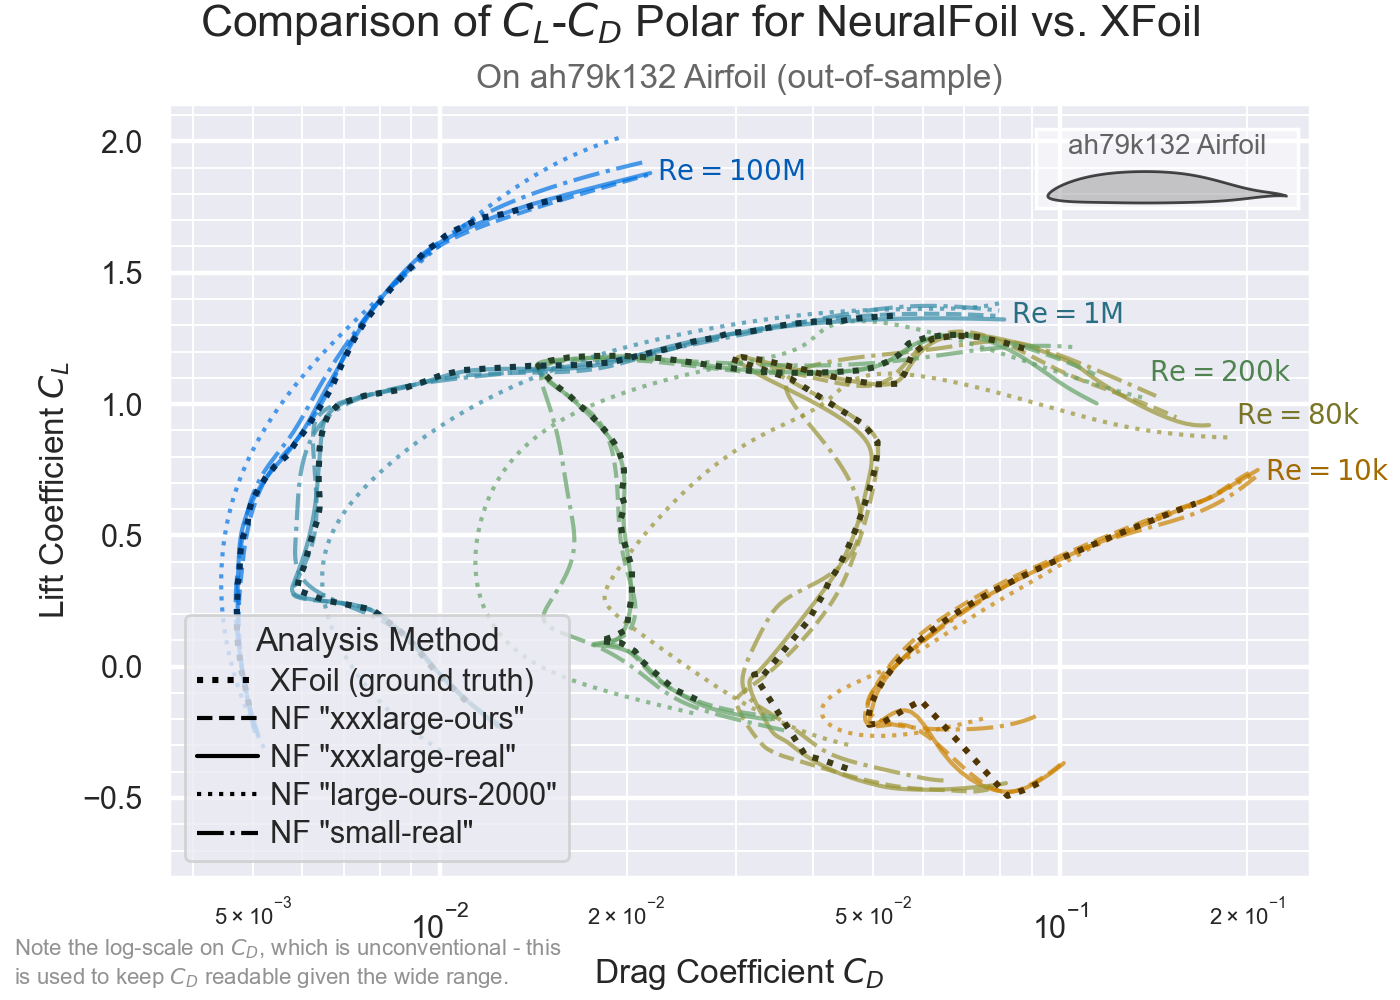 Comparison of C_L-C_D Polar for NeuralFoil vs. XFoil
On ah79k132 Airfoil (out-of-sample)
ah79k132 Airfoil
Re = 100M
Re = 1M
Re = 200k
Re = 80k
Re = 10k
Lift Coefficient C_L
2.0
1.5
1.0
0.5
0.0
−0.5
Analysis Method
XFoil (ground truth)
NF "xxxlarge-ours"
NF "xxxlarge-real"
NF "large-ours-2000"
NF "small-real"
5 × 10⁻³
10⁻²
2 × 10⁻²
5 × 10⁻²
10⁻¹
2 × 10⁻¹
Drag Coefficient C_D
Note the log-scale on C_D, which is unconventional - this
is used to keep C_D readable given the wide range.